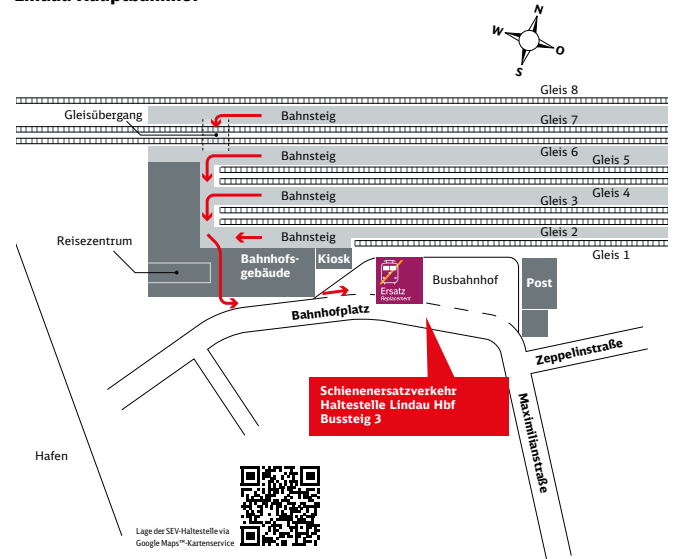 Lindau Hauptbahnhof
N
W
O
S
Gleis 8
Gleisübergang
Bahnsteig
Gleis 7
Bahnsteig
Gleis 6
Gleis 5
Bahnsteig
Gleis 4
Gleis 3
Reisezentrum
Bahnsteig
Gleis 2
Gleis 1
Bahnhofs-
gebäude
Kiosk
Ersatz
Replacement
Busbahnhof
Post
Bahnhofplatz
Zeppelinstraße
Schienenersatzverkehr
Haltestelle Lindau Hbf
Bussteig 3
Maximilianstraße
Hafen
Lage der SEV-Haltestelle via
Google Maps™-Kartenservice